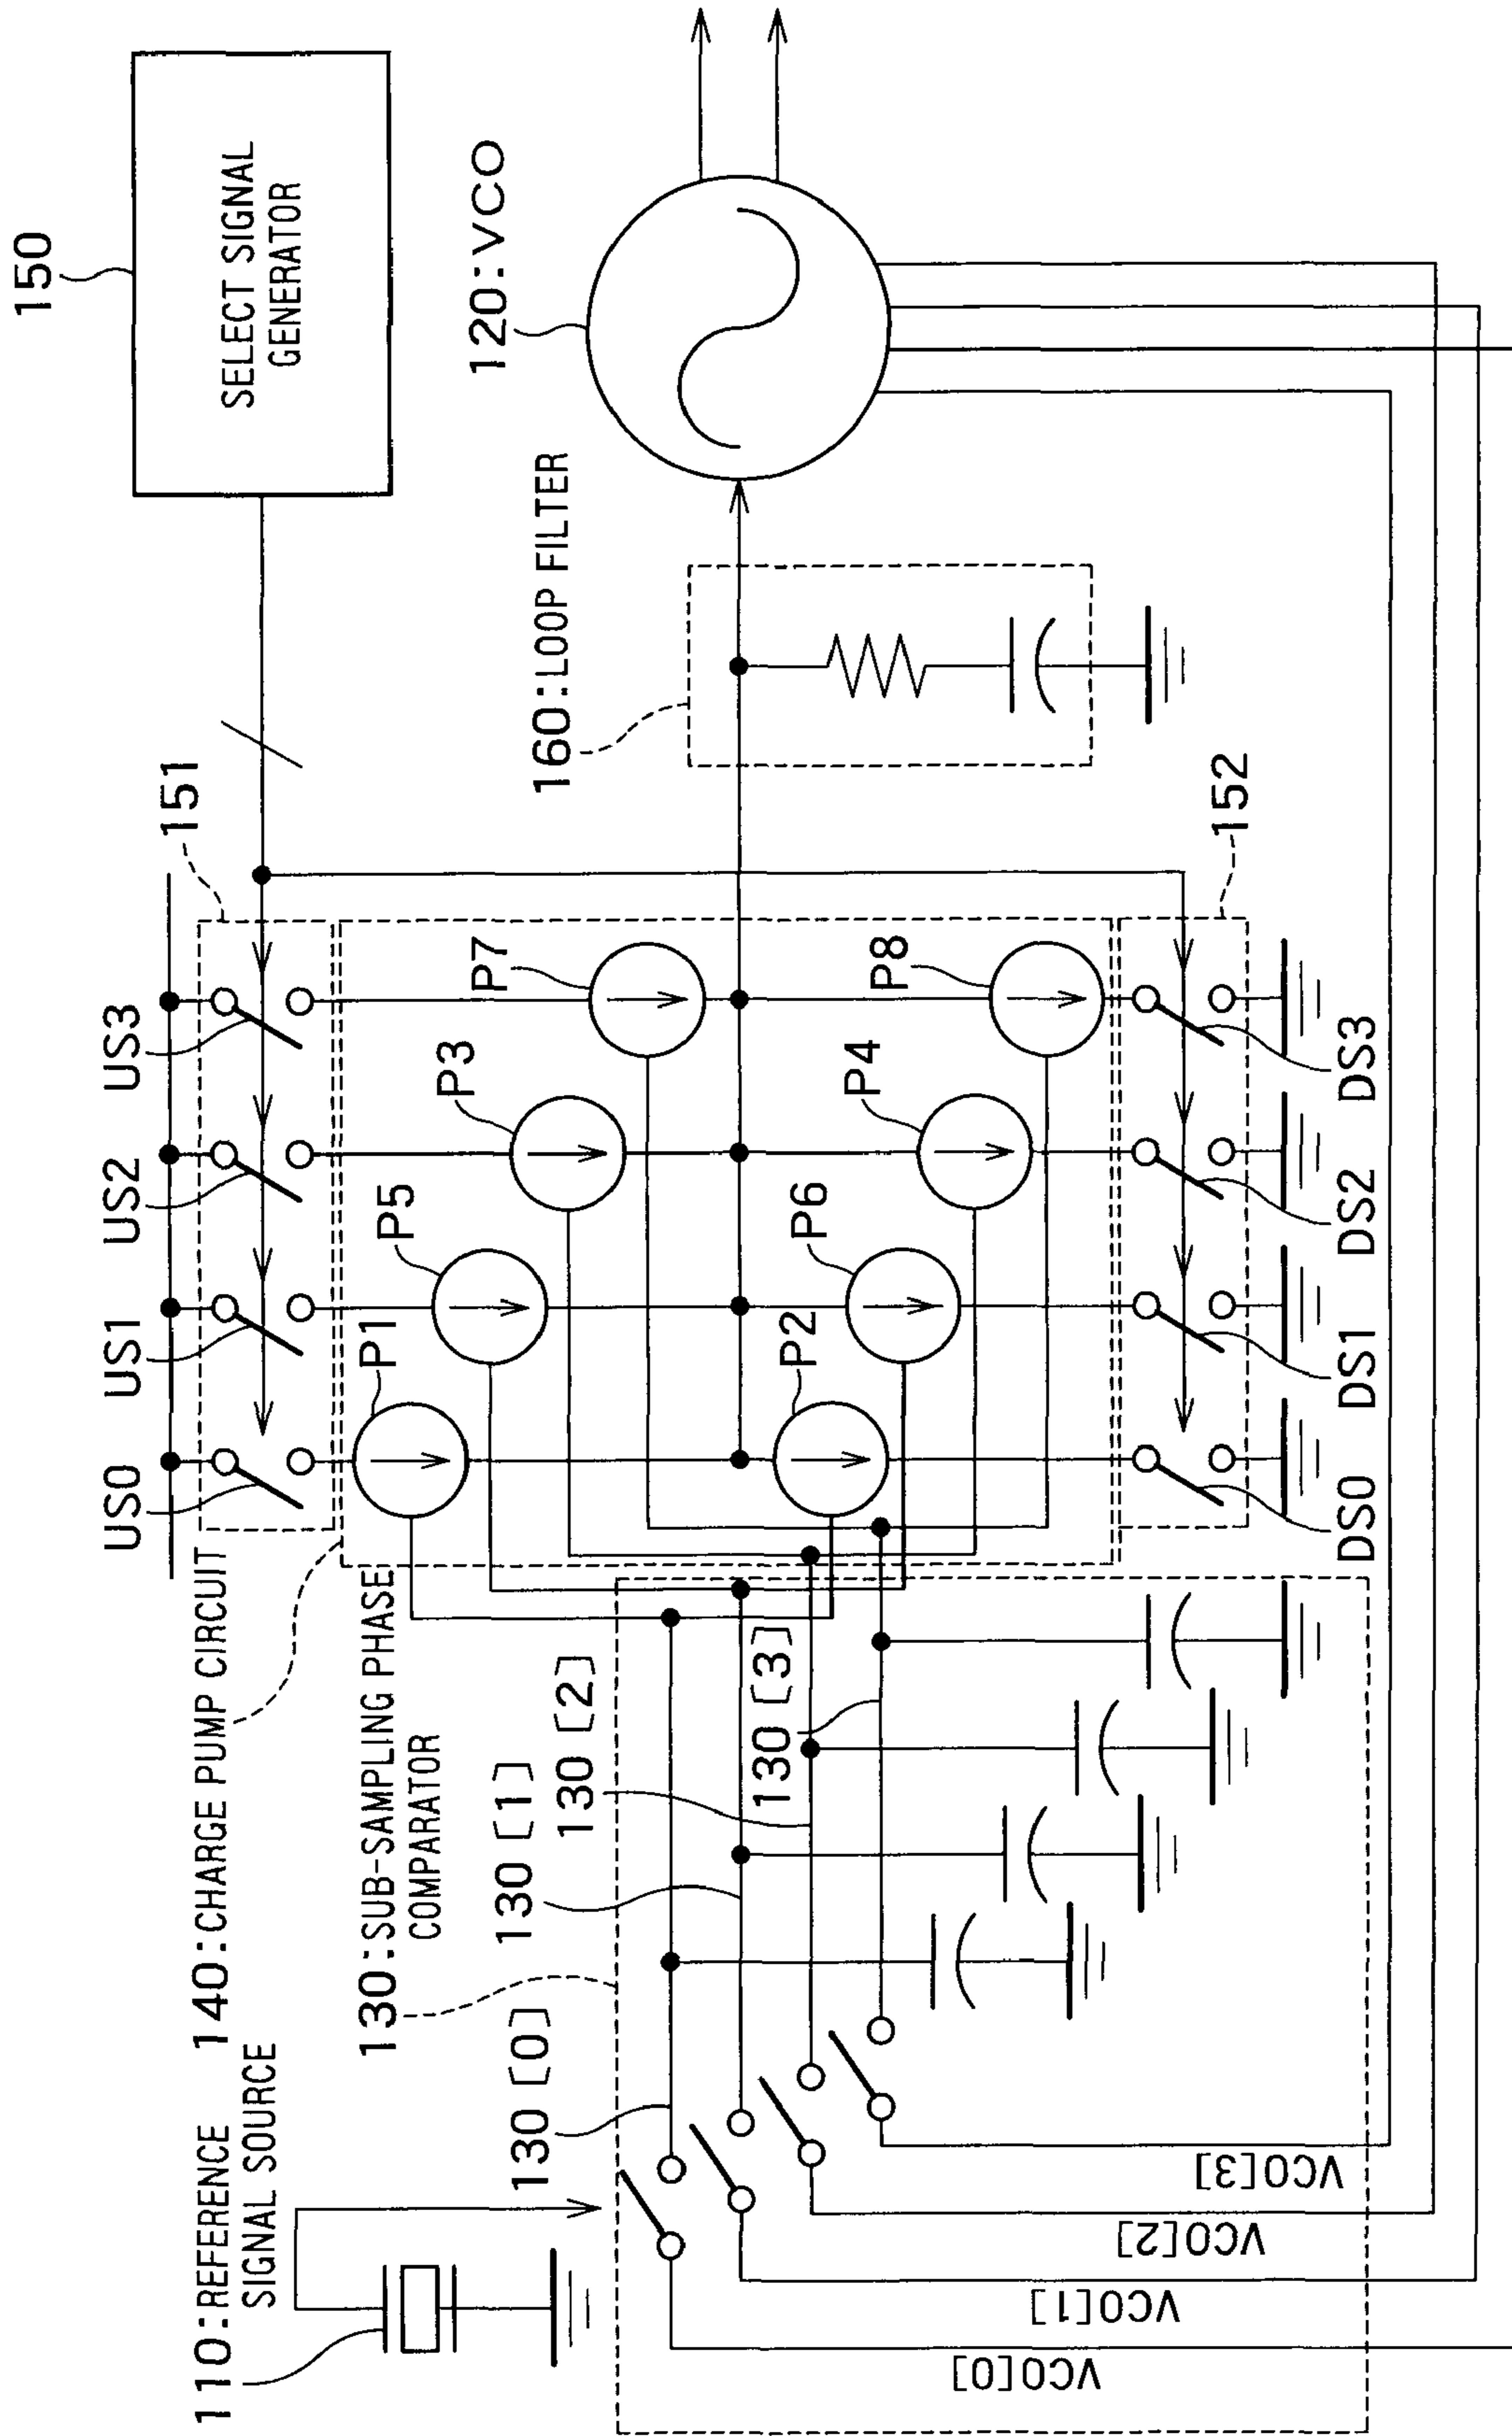 110:REFERENCE
SIGNAL SOURCE
140:CHARGE PUMP CIRCUIT
130:SUB-SAMPLING PHASE
COMPARATOR
130 [0]
130 [1]
130 [2]
130 [3]
US0
US1
US2
US3
151
150
SELECT SIGNAL
GENERATOR
P1
P5
P3
P7
P2
P6
P4
P8
160:LOOP FILTER
120:VCO
152
DS0
DS1
DS2
DS3
VCO[0]
VCO[1]
VCO[2]
VCO[3]